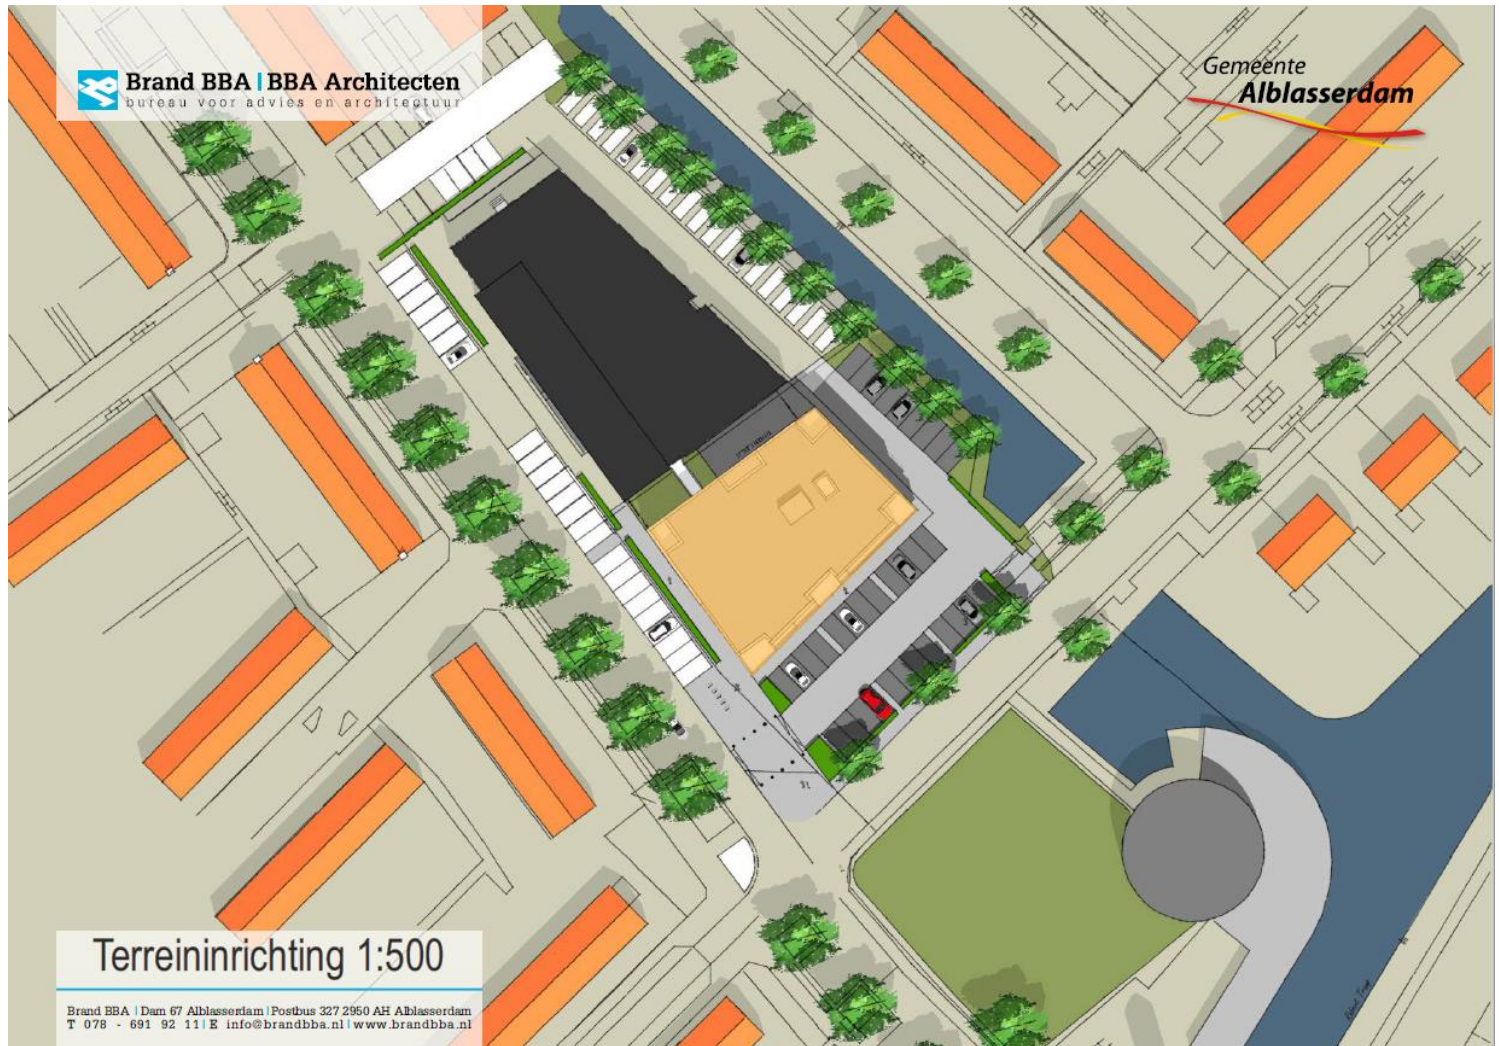 Brand BBA | BBA Architecten
bureau voor advies en architectuur
Gemeente
Alblasserdam
Terreininrichting 1:500
Brand BBA | Dam 67 Alblasserdam | Postbus 327 2950 AH Alblasserdam
T 078 - 691 92 11 | E info@brandbba.nl | www.brandbba.nl